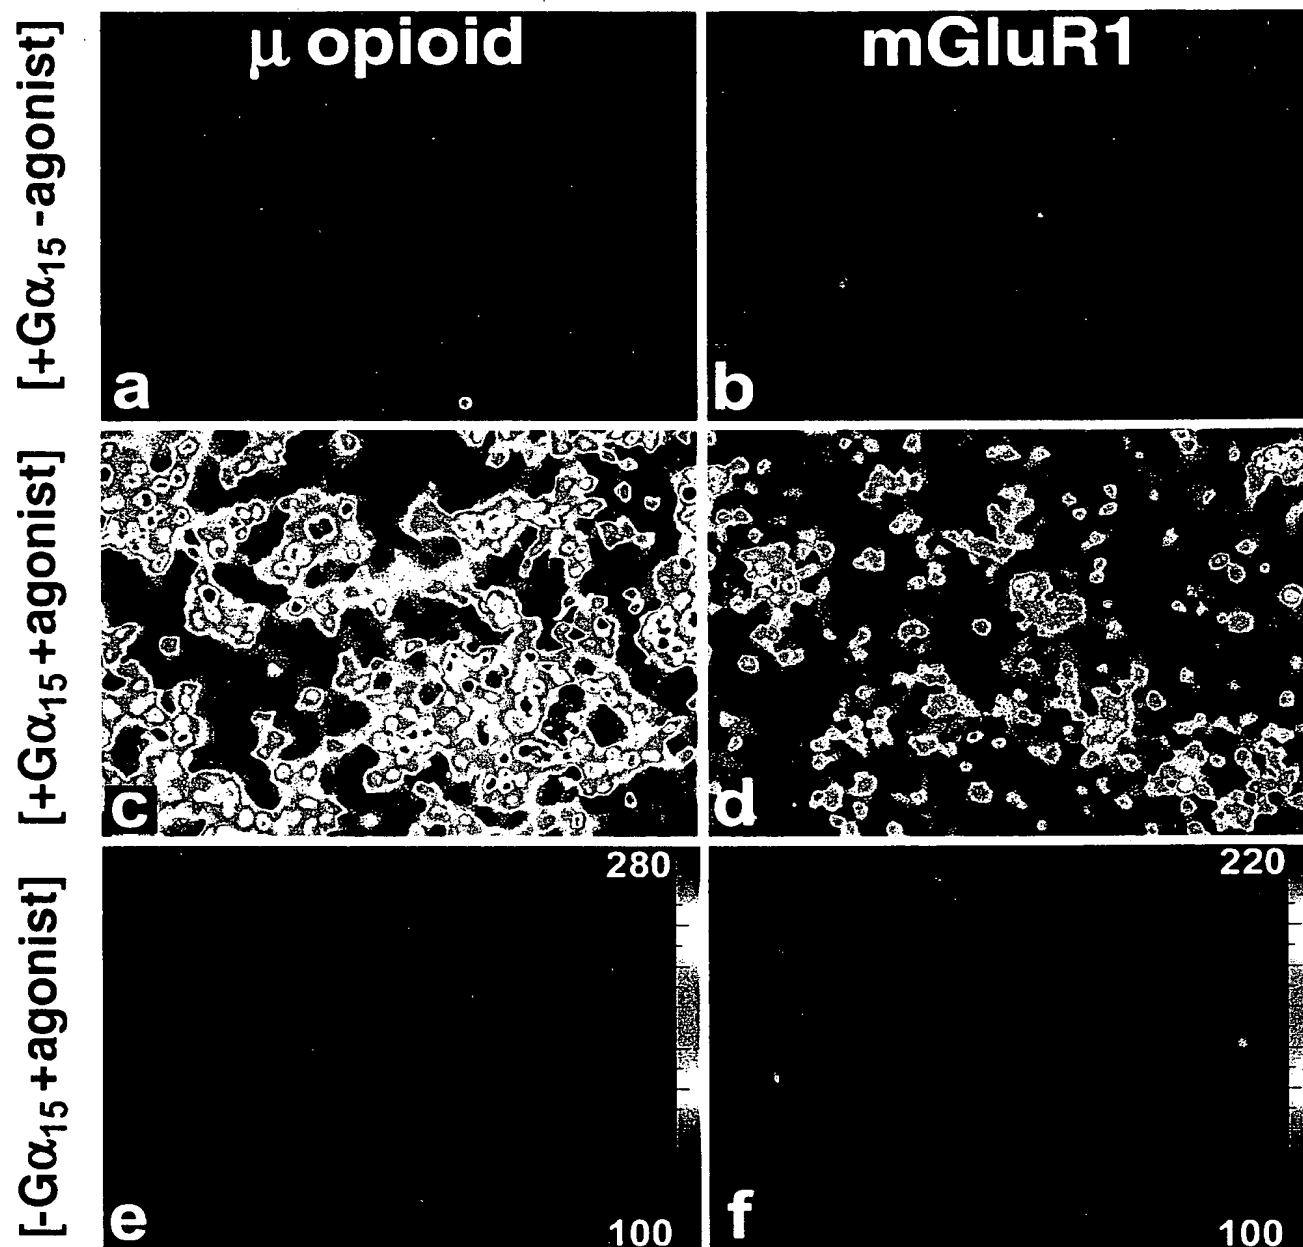 μ opioid
mGluR1
[+Gα₁₅ -agonist]
a
b
[+Gα₁₅ +agonist]
c
d
[-Gα₁₅ +agonist]
280
220
e
100
f
100